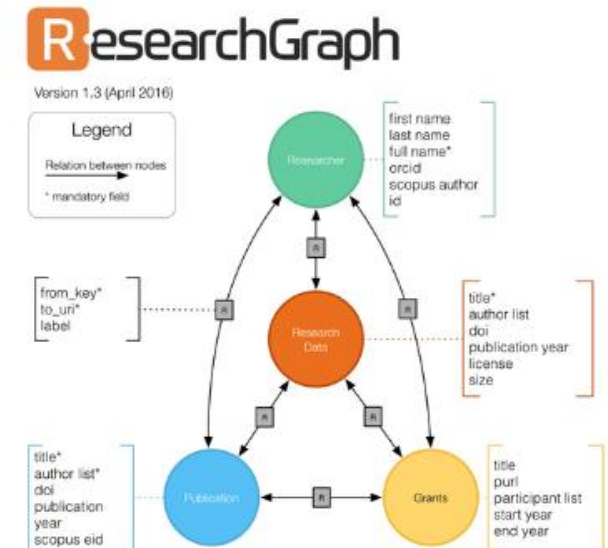 ResearchGraph
Version 1.3 (April 2016)
Legend
Relation between nodes
* mandatory field
Researcher
first name
last name
full name*
orcid
scopus author
id
R
from_key*
to_uri*
label
R
R
Research
Data
title*
author list
doi
publication year
license
size
R
R
title*
author list*
doi
publication
year
scopus eid
Publication
R
Grants
title
purl
participant list
start year
end year